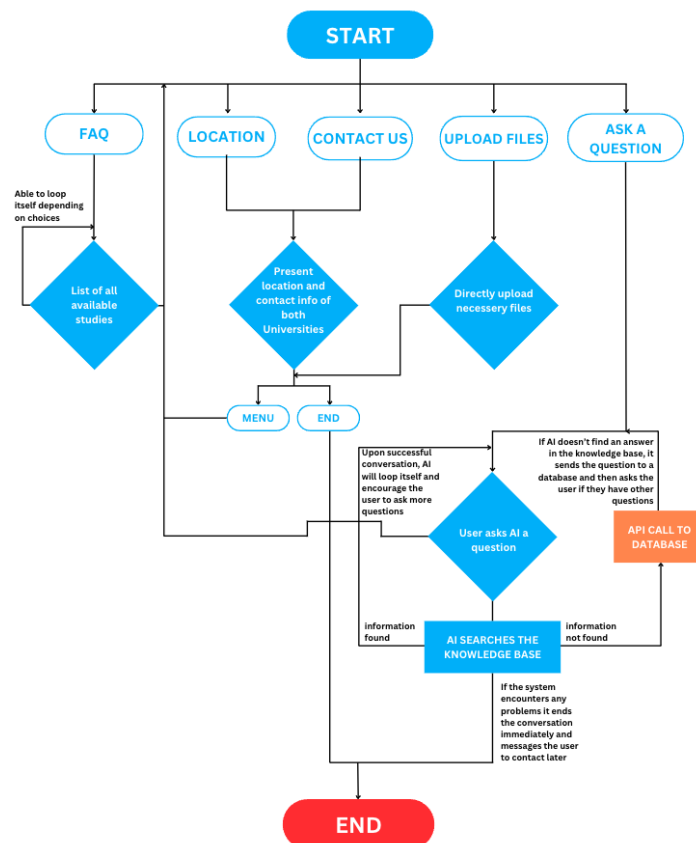 START
FAQ
LOCATION
CONTACT US
UPLOAD FILES
ASK A
QUESTION
Able to loop
itself depending
on choices
List of all
available
studies
Present
location and
contact info of
both
Universities
Directly upload
necessery files
MENU
END
Upon successful
conversation, AI
will loop itself and
encourage the
user to ask more
questions
If AI doesn't find an answer
in the knowledge base, it
sends the question to a
database and then asks the
user if they have other
questions
User asks AI a
question
API CALL TO
DATABASE
information
found
AI SEARCHES THE
KNOWLEDGE BASE
information
not found
If the system
encounters any
problems it ends
the conversation
immediately and
messages the user
to contact later
END